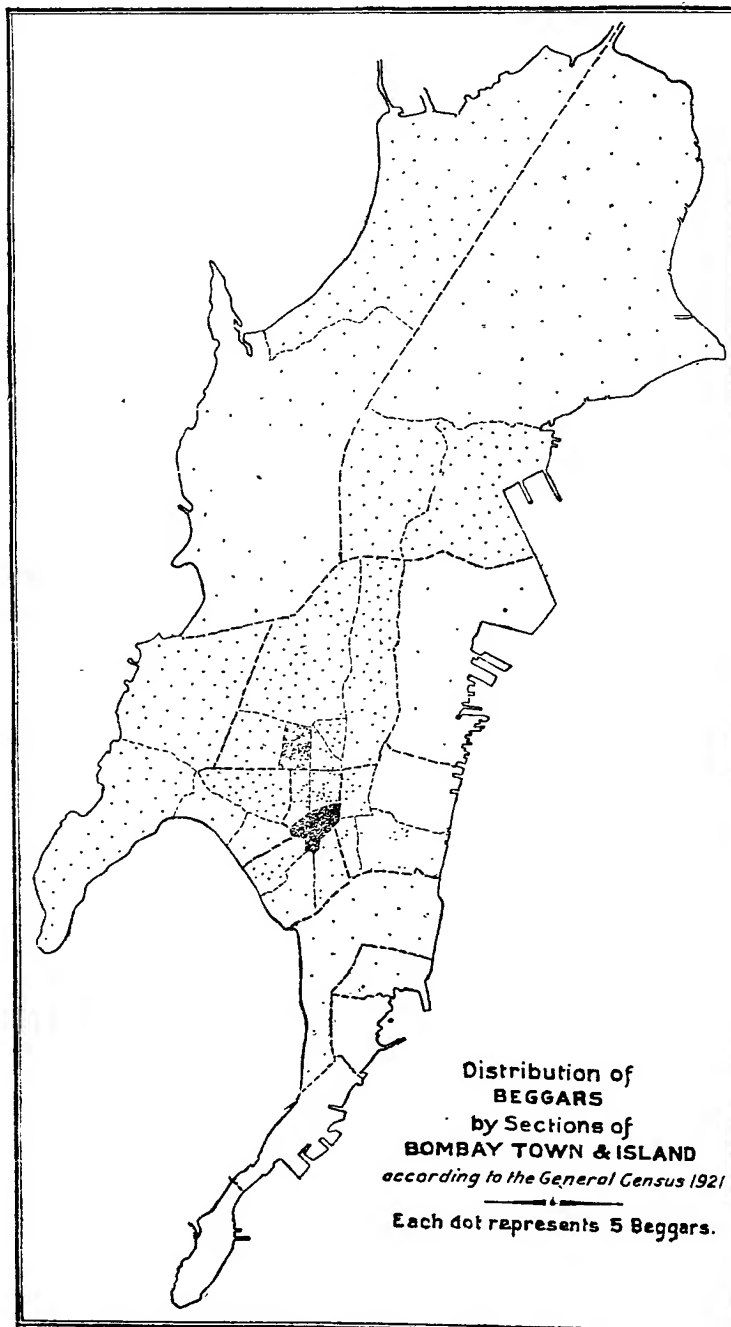 Distribution of
BEGGARS
by Sections of
BOMBAY TOWN & ISLAND
according to the General Census 1921
Each dot represents 5 Beggars.